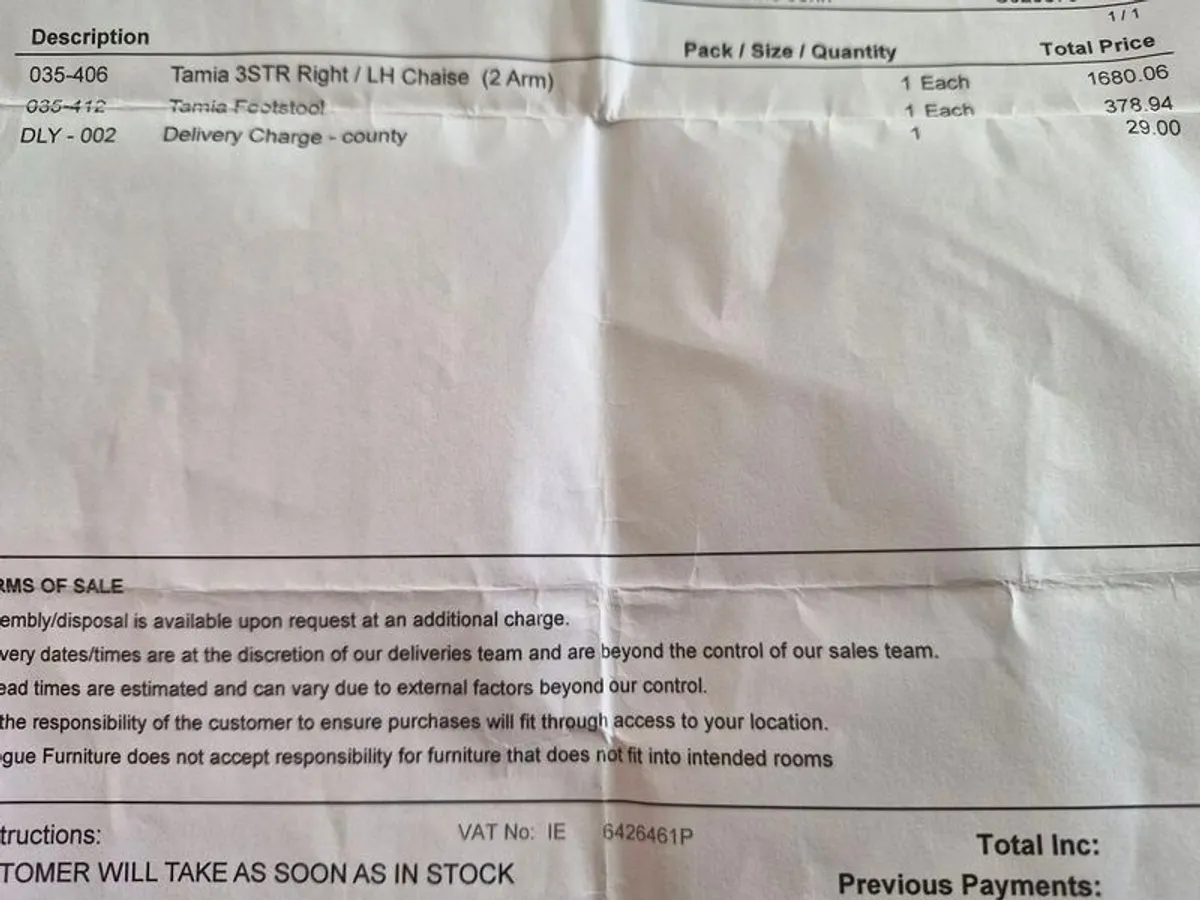 1 / 1
Description Pack / Size / Quantity Total Price
035-406 Tamia 3STR Right / LH Chaise (2 Arm) 1 Each 1680.06
035-412 Tamia Footstool 1 Each 378.94
DLY - 002 Delivery Charge - county 1 29.00
RMS OF SALE
embly/disposal is available upon request at an additional charge.
very dates/times are at the discretion of our deliveries team and are beyond the control of our sales team.
ead times are estimated and can vary due to external factors beyond our control.
the responsibility of the customer to ensure purchases will fit through access to your location.
gue Furniture does not accept responsibility for furniture that does not fit into intended rooms
tructions: VAT No: IE 6426461P Total Inc:
TOMER WILL TAKE AS SOON AS IN STOCK
Previous Payments: